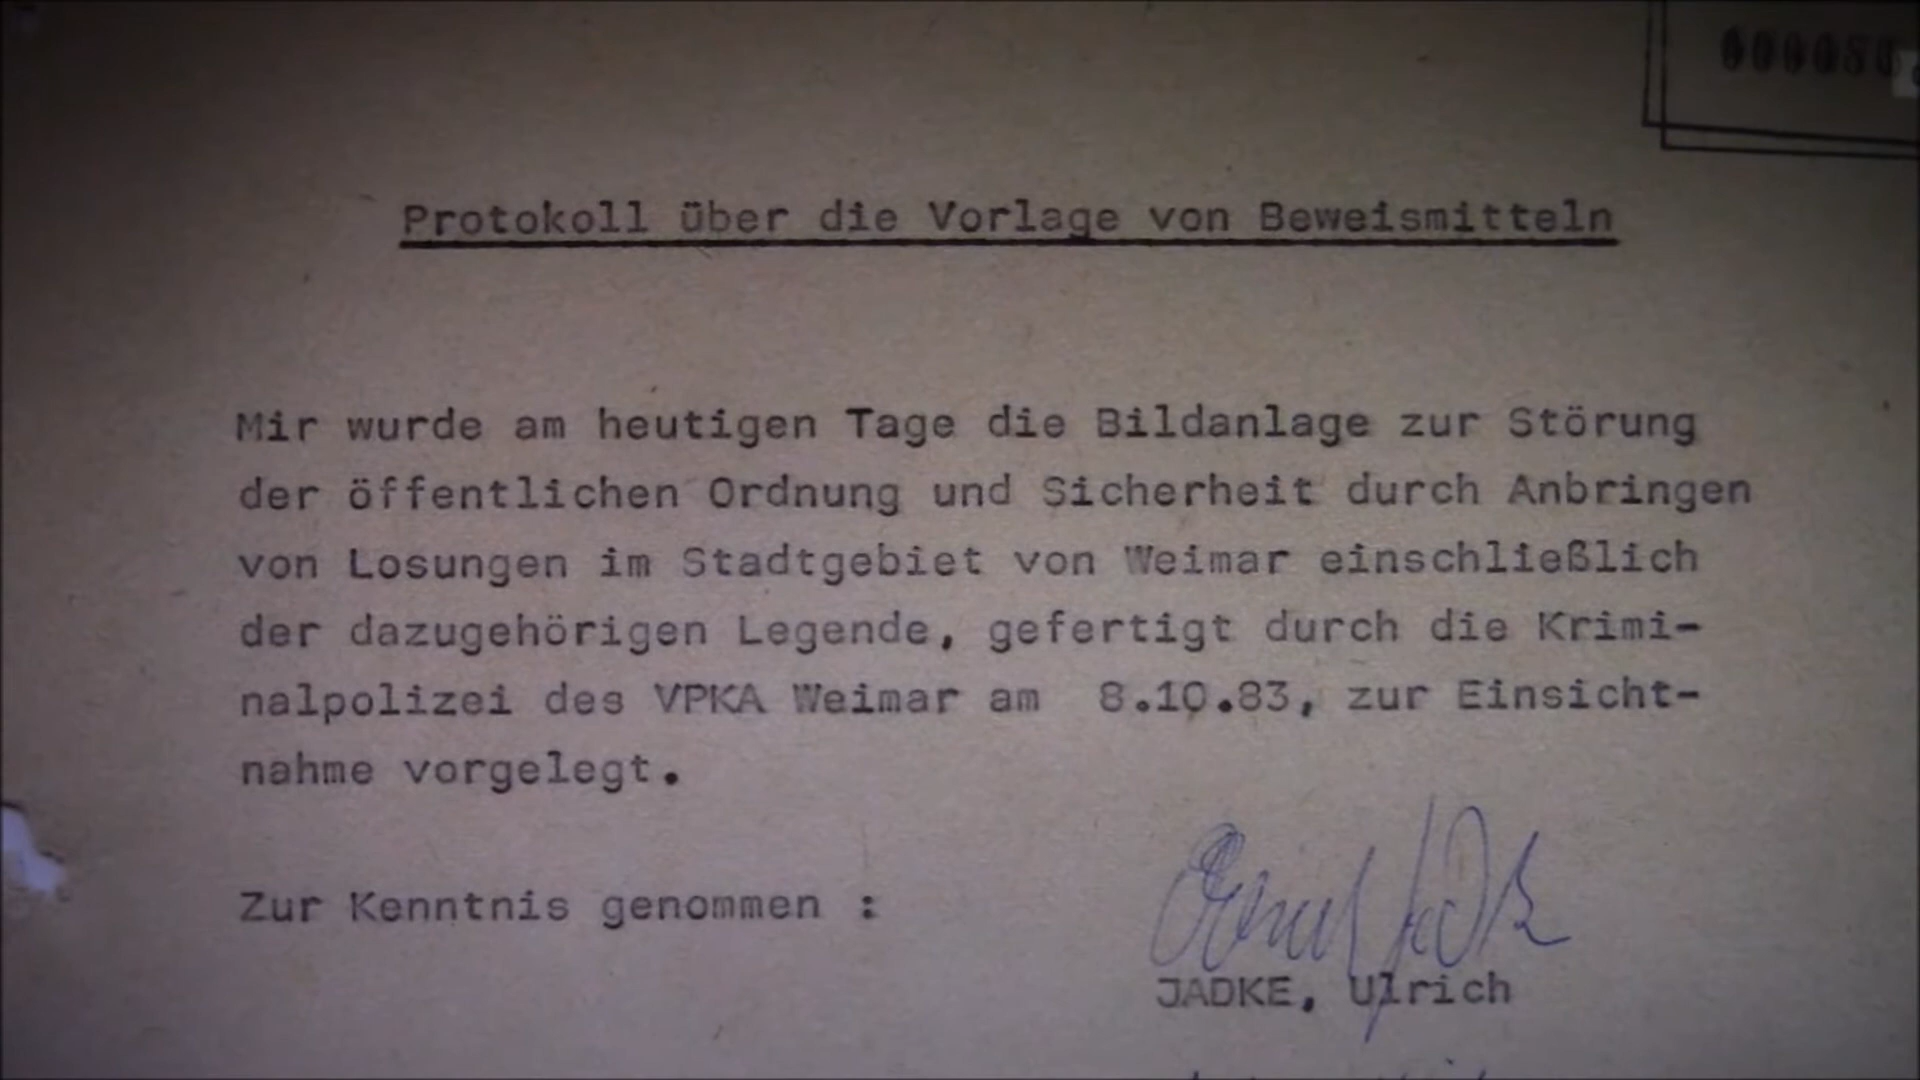 Protokoll über die Vorlage von Beweismitteln
Mir wurde am heutigen Tage die Bildanlage zur Störung
der öffentlichen Ordnung und Sicherheit durch Anbringen
von Losungen im Stadtgebiet von Weimar einschließlich
der dazugehörigen Legende, gefertigt durch die Krimi-
nalpolizei des VPKA Weimar am 8.10.83, zur Einsicht-
nahme vorgelegt.
Zur Kenntnis genommen :
JADKE, Ulrich